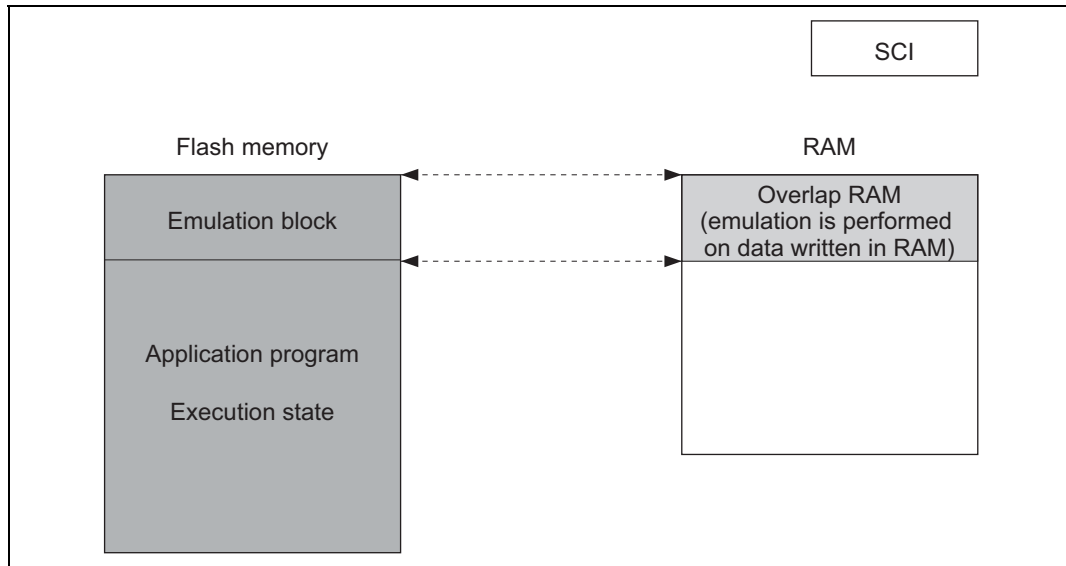 SCI
Flash memory
RAM
Emulation block
Overlap RAM
(emulation is performed
on data written in RAM)
Application program
Execution state